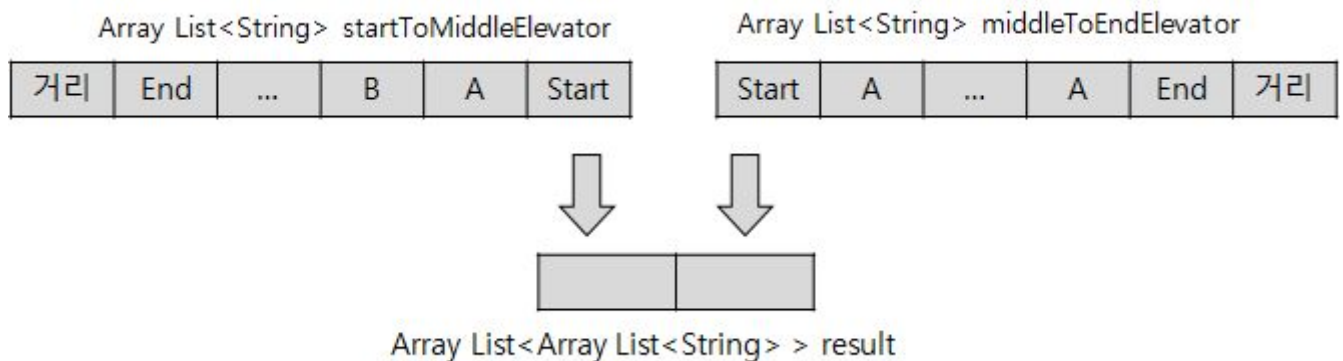 Array List<String> startToMiddleElevator
Array List<String> middleToEndElevator
거리 End ... B A Start
Start A ... A End 거리
Array List<Array List<String> > result